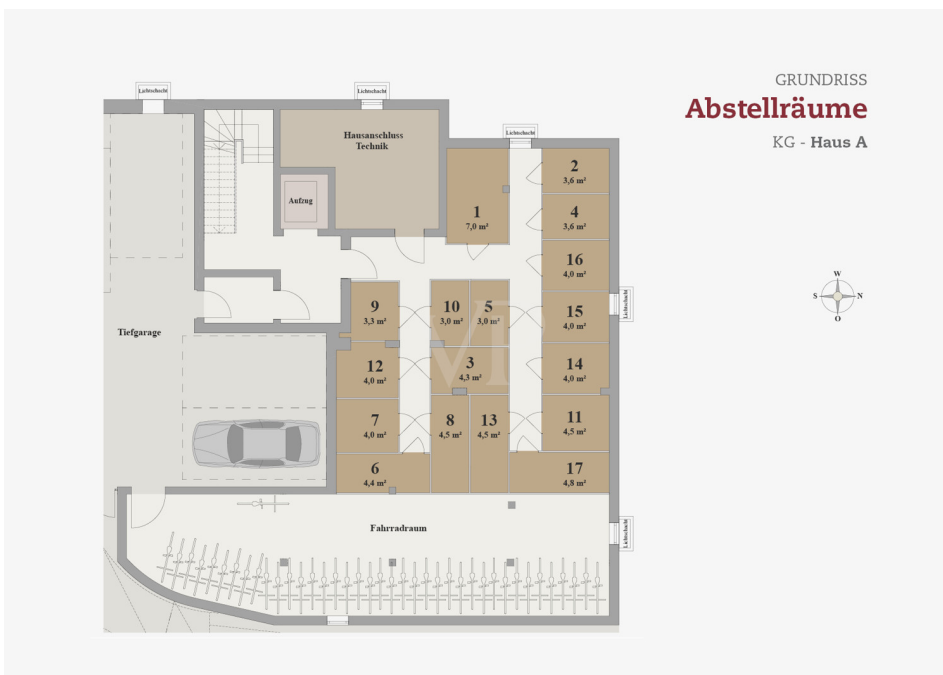 GRUNDRISS
Abstellräume
KG - Haus A
Lichtschacht
Lichtschacht
Lichtschacht
Hausanschluss
Technik
Aufzug
1
7,0 m²
2
3,6 m²
4
3,6 m²
16
4,0 m²
W
S
N
O
9
3,3 m²
10
3,0 m²
5
3,0 m²
15
4,0 m²
Lichtschacht
Tiefgarage
12
4,0 m²
3
4,3 m²
14
4,0 m²
7
4,0 m²
8
4,5 m²
13
4,5 m²
11
4,5 m²
6
4,4 m²
17
4,8 m²
Fahrradraum
Lichtschacht